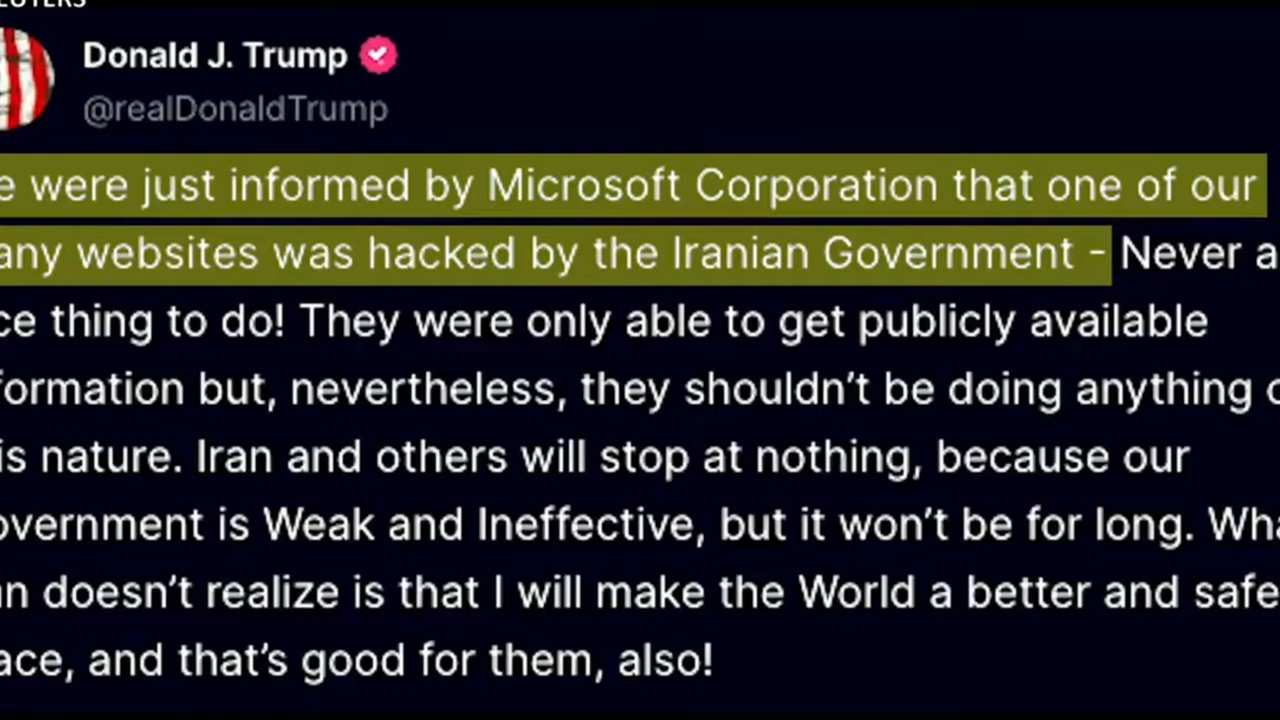 Donald J. Trump
@realDonaldTrump
e were just informed by Microsoft Corporation that one of our
any websites was hacked by the Iranian Government - Never a
ce thing to do! They were only able to get publicly available
formation but, nevertheless, they shouldn't be doing anything o
is nature. Iran and others will stop at nothing, because our
overnment is Weak and Ineffective, but it won't be for long. Wha
n doesn't realize is that I will make the World a better and safe
ace, and that's good for them, also!